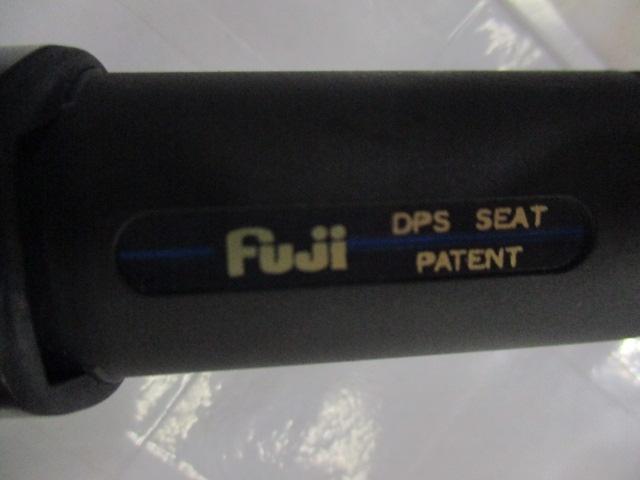 Fuji
DPS SEAT
PATENT